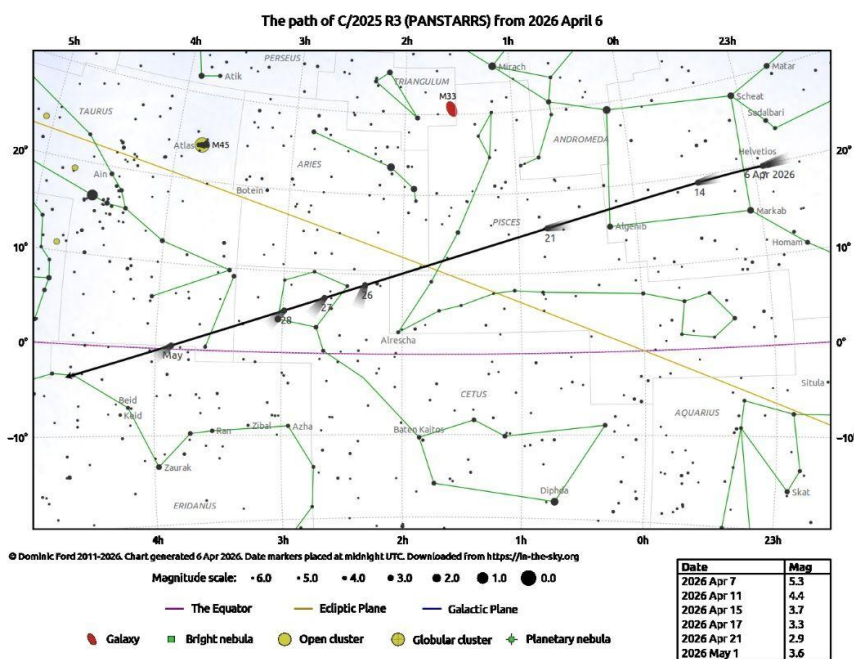 The path of C/2025 R3 (PANSTARRS) from 2026 April 6
5h 4h 3h 2h 1h 0h 23h
PERSEUS
Atik
Mirach
Matar
TRIANGULUM
M33
Scheat
TAURUS
Sadalbari
ANDROMEDA
Atlas M45
20° 20°
Helvetios
ARIES
Ain
Botein
6 Apr 2026
14
PISCES
Markab
Algenib
21
10° 10°
Homam
26
27
28
Alrescha
0° 0°
May
Situla
CETUS
Beid
Keid
AQUARIUS
Ran Zibal Azha
Baten Kaitos
−10° −10°
Zaurak
Diphda
Skat
ERIDANUS
4h 3h 2h 1h 0h 23h
© Dominic Ford 2011-2026. Chart generated 6 Apr 2026. Date markers placed at midnight UTC. Downloaded from https://in-the-sky.org
Magnitude scale: 6.0 5.0 4.0 3.0 2.0 1.0 0.0
The Equator Ecliptic Plane Galactic Plane
Galaxy Bright nebula Open cluster Globular cluster Planetary nebula
Date Mag
2026 Apr 7 5.3
2026 Apr 11 4.4
2026 Apr 15 3.7
2026 Apr 17 3.3
2026 Apr 21 2.9
2026 May 1 3.6